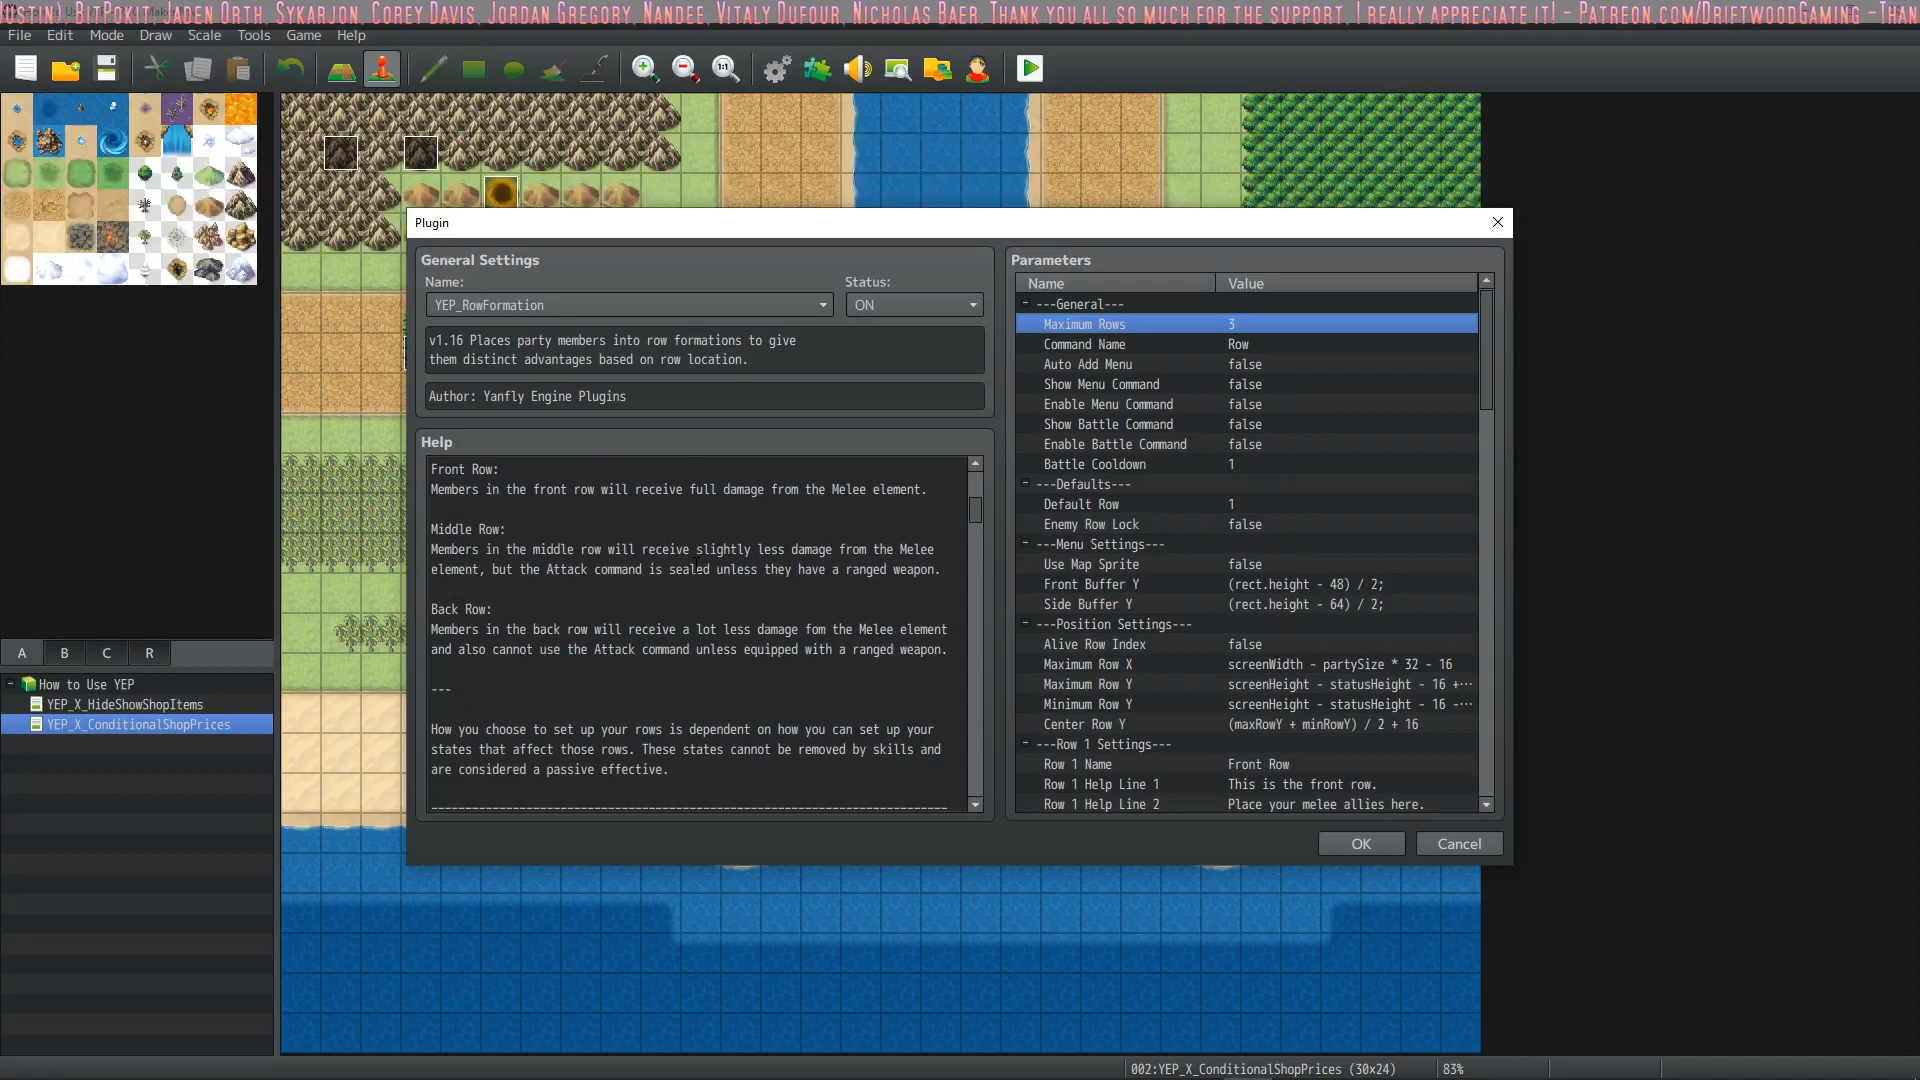 BitPokin, Jaden Orth, Sykarjon, Corey Davis, Jordan Gregory, Nandee, Vitaly Dufour, Nicholas Baer. Thank you all so much for the support, I really appreciate it! - Patreon.com/DriftwoodGaming -Than
File Edit Mode Draw Scale Tools Game Help
1:1
Plugin
General Settings
Name:
Status:
YEP_RowFormation
ON
v1.16 Places party members into row formations to give
them distinct advantages based on row location.
Author: Yanfly Engine Plugins
Help
Front Row:
Members in the front row will receive full damage from the Melee element.
Middle Row:
Members in the middle row will receive slightly less damage from the Melee
element, but the Attack command is sealed unless they have a ranged weapon.
Back Row:
Members in the back row will receive a lot less damage fom the Melee element
and also cannot use the Attack command unless equipped with a ranged weapon.
---
How you choose to set up your rows is dependent on how you can set up your
states that affect those rows. These states cannot be removed by skills and
are considered a passive effective.
Parameters
Name Value
---General---
Maximum Rows 3
Command Name Row
Auto Add Menu false
Show Menu Command false
Enable Menu Command false
Show Battle Command false
Enable Battle Command false
Battle Cooldown 1
---Defaults---
Default Row 1
Enemy Row Lock false
---Menu Settings---
Use Map Sprite false
Front Buffer Y (rect.height - 48) / 2;
Side Buffer Y (rect.height - 64) / 2;
---Position Settings---
Alive Row Index false
Maximum Row X screenWidth - partySize * 32 - 16
Maximum Row Y screenHeight - statusHeight - 16 +···
Minimum Row Y screenHeight - statusHeight - 16 -···
Center Row Y (maxRowY + minRowY) / 2 + 16
---Row 1 Settings---
Row 1 Name Front Row
Row 1 Help Line 1 This is the front row.
Row 1 Help Line 2 Place your melee allies here.
OK Cancel
A B C R
How to Use YEP
YEP_X_HideShowShopItems
YEP_X_ConditionalShopPrices
002:YEP_X_ConditionalShopPrices (30×24) 83%